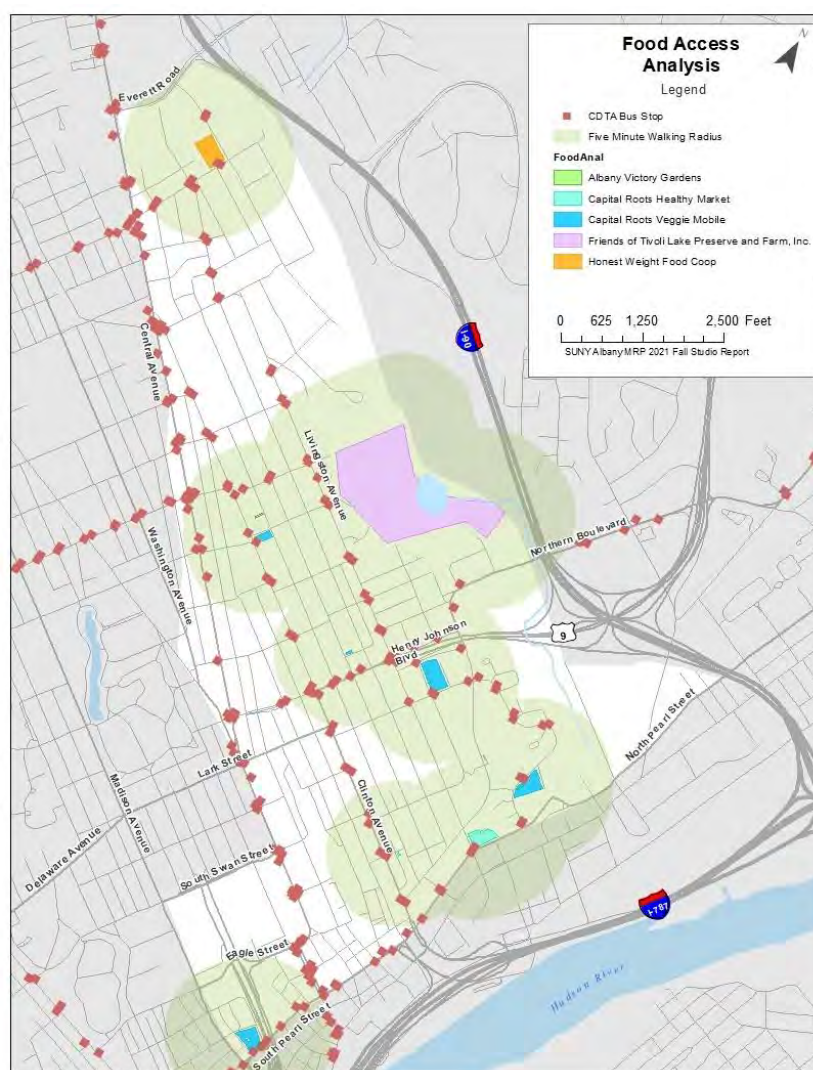 Food Access
Analysis
Legend
CDTA Bus Stop
Five Minute Walking Radius
FoodAnal
Albany Victory Gardens
Capital Roots Healthy Market
Capital Roots Veggie Mobile
Friends of Tivoli Lake Preserve and Farm, Inc.
Honest Weight Food Coop
0 625 1,250 2,500 Feet
SUNY Albany MRP 2021 Fall Studio Report
N
Everett Road
I-90
Central Avenue
Livingston Avenue
Washington Avenue
Northern Boulevard
Henry Johnson
Blvd
9
North Pearl Street
Lark Street
Madison Avenue
Clinton Avenue
Delaware Avenue
South Swan Street
I-787
Eagle Street
Hudson River
South Pearl Street